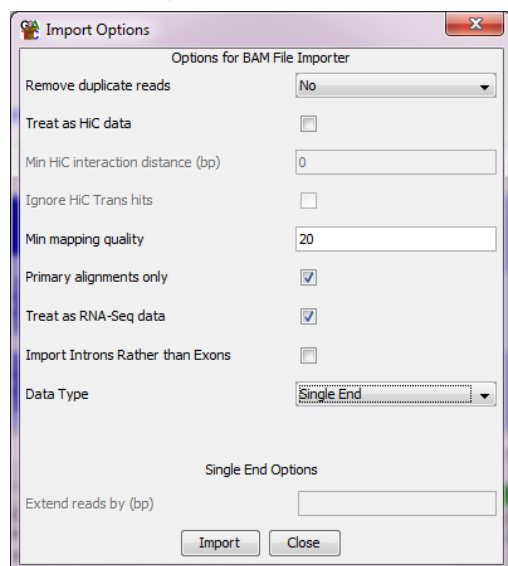 Import Options
Options for BAM File Importer
Remove duplicate reads No
Treat as HiC data
Min HiC interaction distance (bp) 0
Ignore HiC Trans hits
Min mapping quality 20
Primary alignments only
Treat as RNA-Seq data
Import Introns Rather than Exons
Data Type Single End
Single End Options
Extend reads by (bp)
Import Close